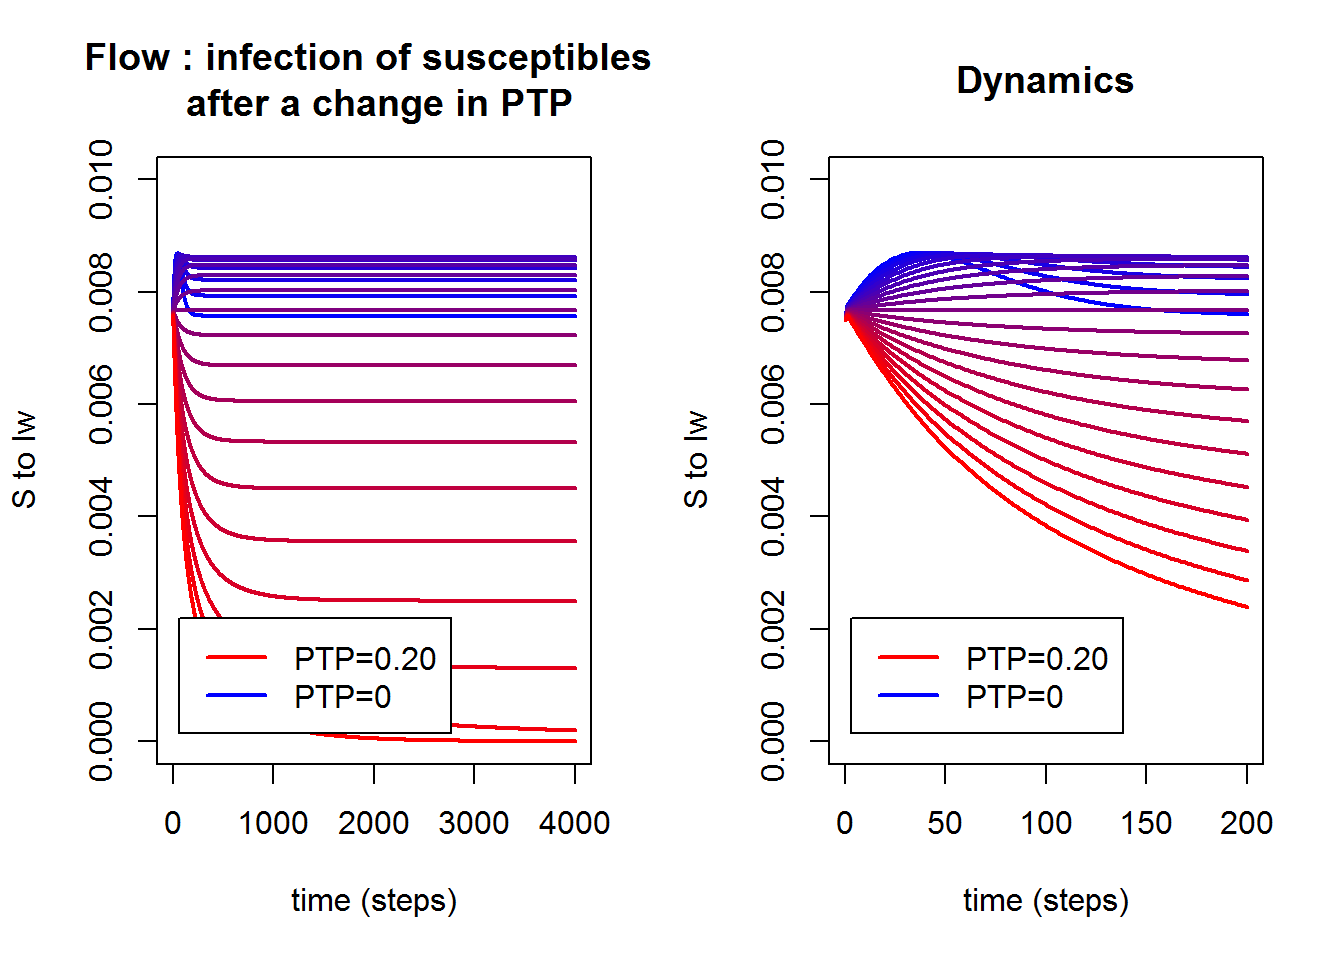 Flow : infection of susceptibles
after a change in PTP
S to Iw
0.010
0.008
0.006
0.004
0.002
0.000
PTP=0.20
PTP=0
0 1000 2000 3000 4000
time (steps)
Dynamics
S to Iw
0.010
0.008
0.006
0.004
0.002
0.000
PTP=0.20
PTP=0
0 50 100 150 200
time (steps)